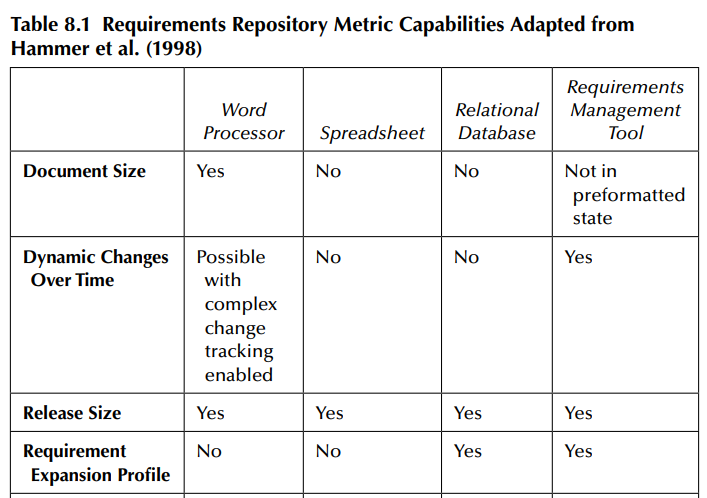 Table 8.1 Requirements Repository Metric Capabilities Adapted from
Hammer et al. (1998)
Word
Processor
Spreadsheet
Relational
Database
Requirements
Management
Tool
Document Size
Yes
No
No
Not in
preformatted
state
Dynamic Changes
Over Time
Possible
with
complex
change
tracking
enabled
No
No
Yes
Release Size
Yes
Yes
Yes
Yes
Requirement
Expansion Profile
No
No
Yes
Yes